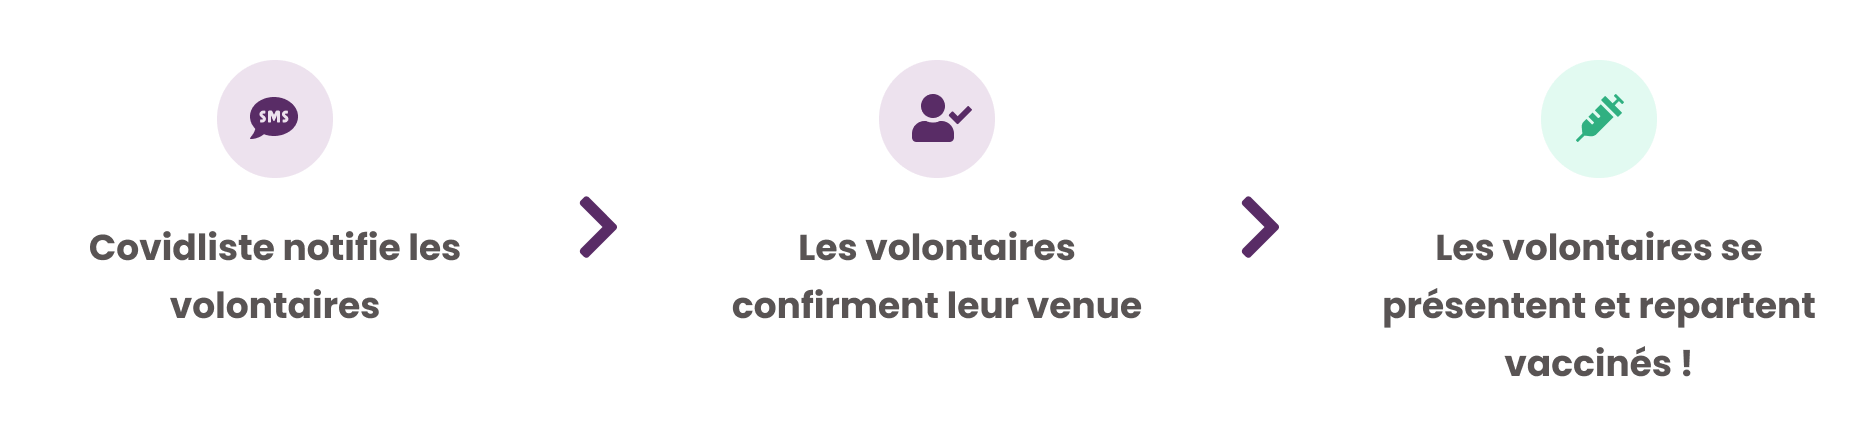 SMS
Covidliste notifie les
volontaires
Les volontaires
confirment leur venue
Les volontaires se
présentent et repartent
vaccinés !